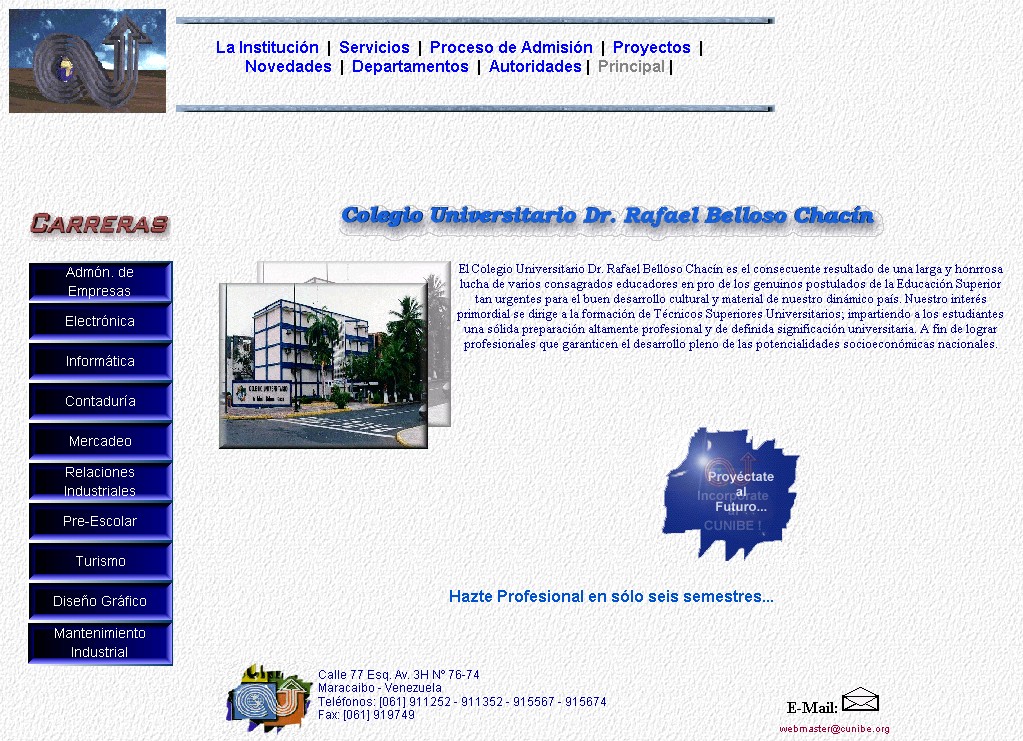 La Institución | Servicios | Proceso de Admisión | Proyectos |
Novedades | Departamentos | Autoridades | Principal |
Carreras
Colegio Universitario Dr. Rafael Belloso Chacín
Admón. de
Empresas
Electrónica
Informática
Contaduría
Mercadeo
Relaciones
Industriales
Pre-Escolar
Turismo
Diseño Gráfico
Mantenimiento
Industrial
El Colegio Universitario Dr. Rafael Belloso Chacín es el consecuente resultado de una larga y honrrosa
lucha de varios consagrados educadores en pro de los genuinos postulados de la Educación Superior
tan urgentes para el buen desarrollo cultural y material de nuestro dinámico país. Nuestro interés
primordial se dirige a la formación de Técnicos Superiores Universitarios; impartiendo a los estudiantes
una sólida preparación altamente profesional y de definida significación universitaria. A fin de lograr
profesionales que garanticen el desarrollo pleno de las potencialidades socioeconómicas nacionales.
COLEGIO UNIVERSITARIO
Proyéctate
al
Futuro...
Incorpórate
al
CUNIBE !
Hazte Profesional en sólo seis semestres...
Calle 77 Esq. Av. 3H Nº 76-74
Maracaibo - Venezuela
Teléfonos: [061] 911252 - 911352 - 915567 - 915674
Fax: [061] 919749
E-Mail:
webmaster@cunibe.org